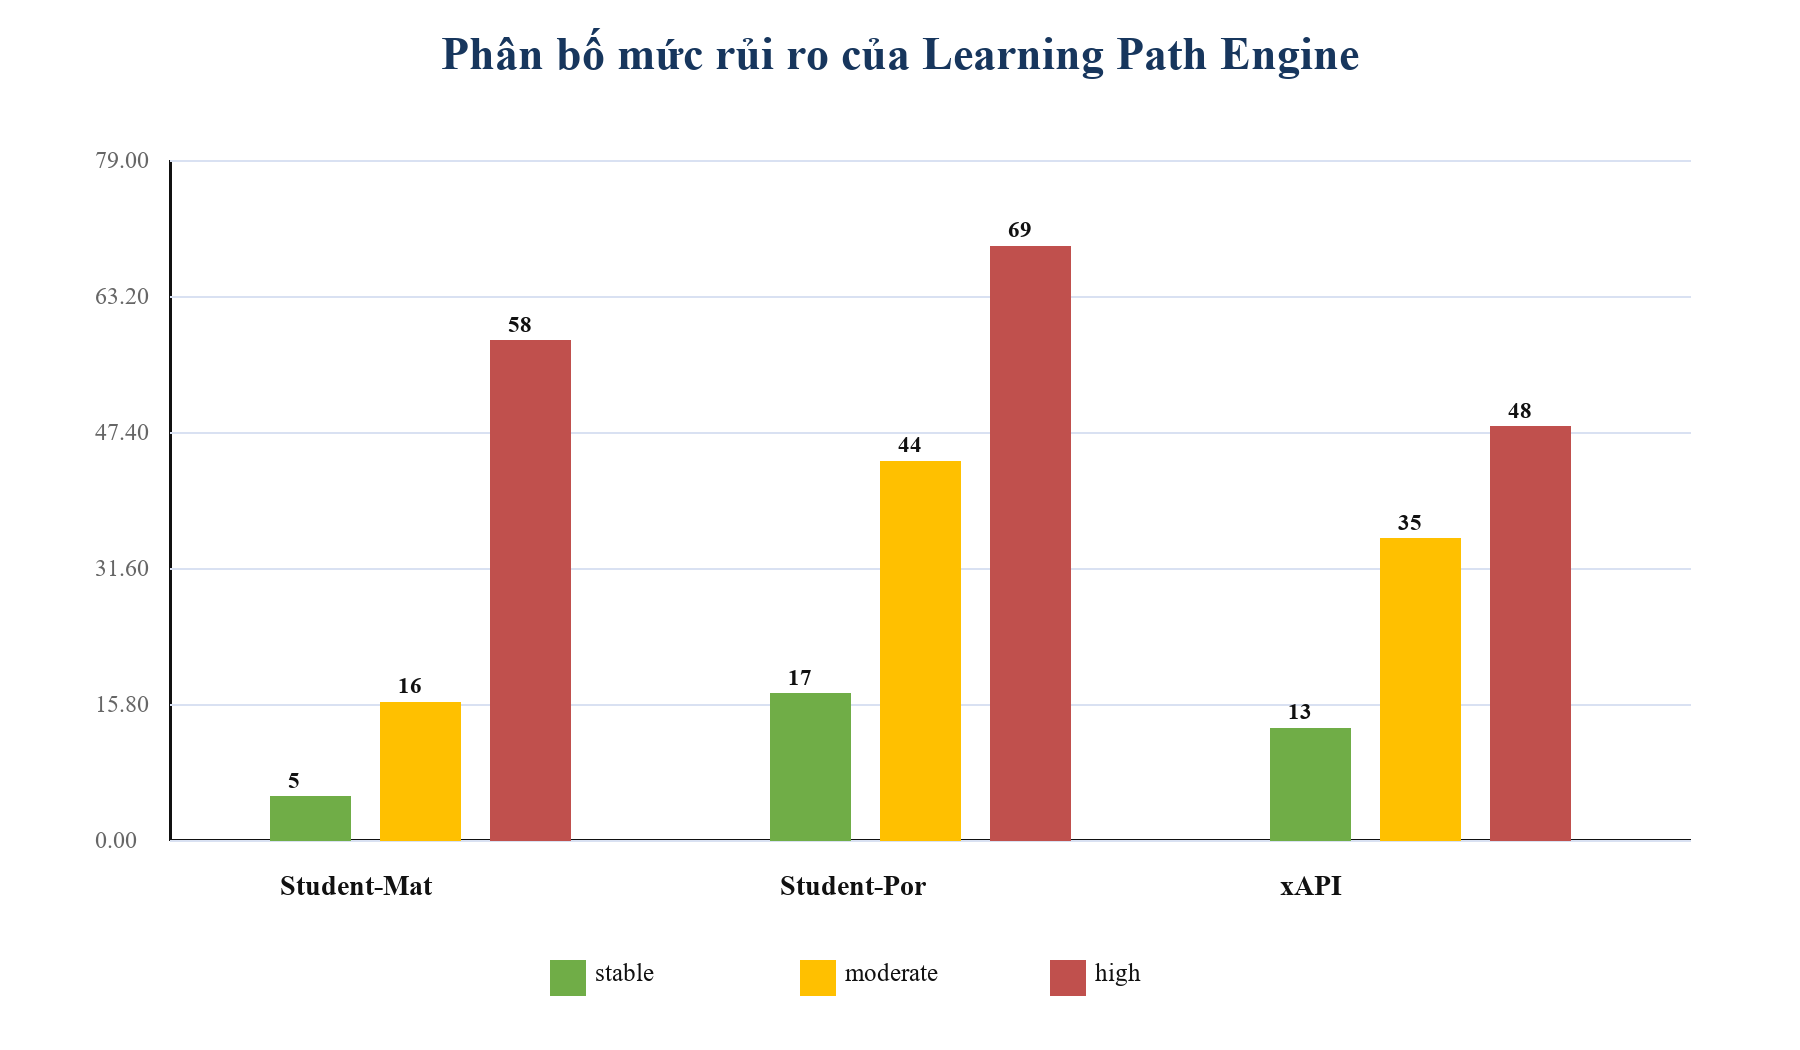 Phân bố mức rủi ro của Learning Path Engine
79.00
63.20
47.40
31.60
15.80
0.00
5
16
58
17
44
69
13
35
48
Student-Mat
Student-Por
xAPI
stable
moderate
high